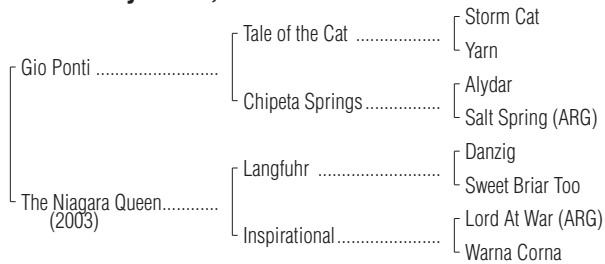 Storm Cat
Tale of the Cat ..................
Yarn
Gio Ponti ..........................
Alydar
Chipeta Springs................
Salt Spring (ARG)
Danzig
Langfuhr ..........................
Sweet Briar Too
The Niagara Queen............
(2003)
Lord At War (ARG)
Inspirational......................
Warna Corna